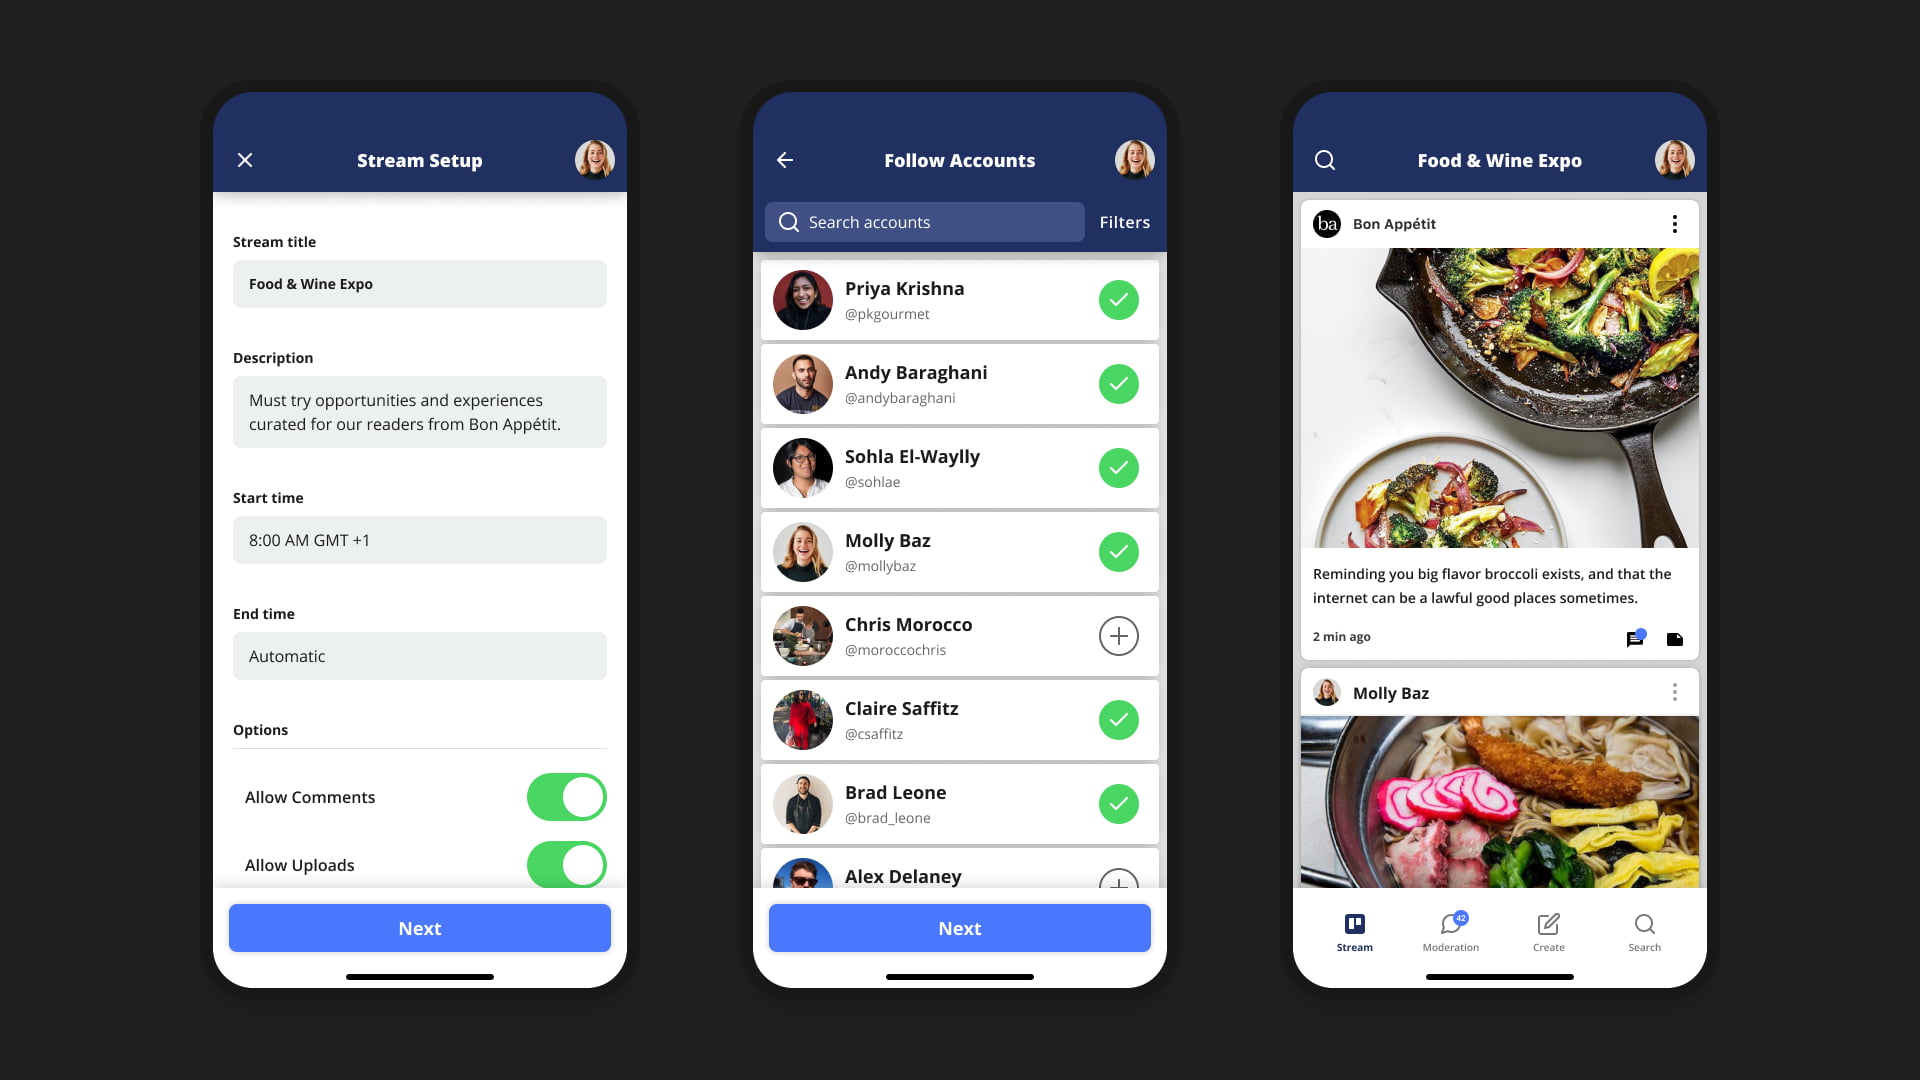 Stream Setup
Stream title
Food & Wine Expo
Description
Must try opportunities and experiences
curated for our readers from Bon Appétit.
Start time
8:00 AM GMT +1
End time
Automatic
Options
Allow Comments
Allow Uploads
Next
Follow Accounts
Search accounts
Filters
Priya Krishna
@pkgourmet
Andy Baraghani
@andybaraghani
Sohla El-Waylly
@sohlae
Molly Baz
@mollybaz
Chris Morocco
@moroccochris
Claire Saffitz
@csaffitz
Brad Leone
@brad_leone
Alex Delaney
Next
Food & Wine Expo
ba
Bon Appétit
Reminding you big flavor broccoli exists, and that the
internet can be a lawful good places sometimes.
2 min ago
Molly Baz
42
Stream
Moderation
Create
Search